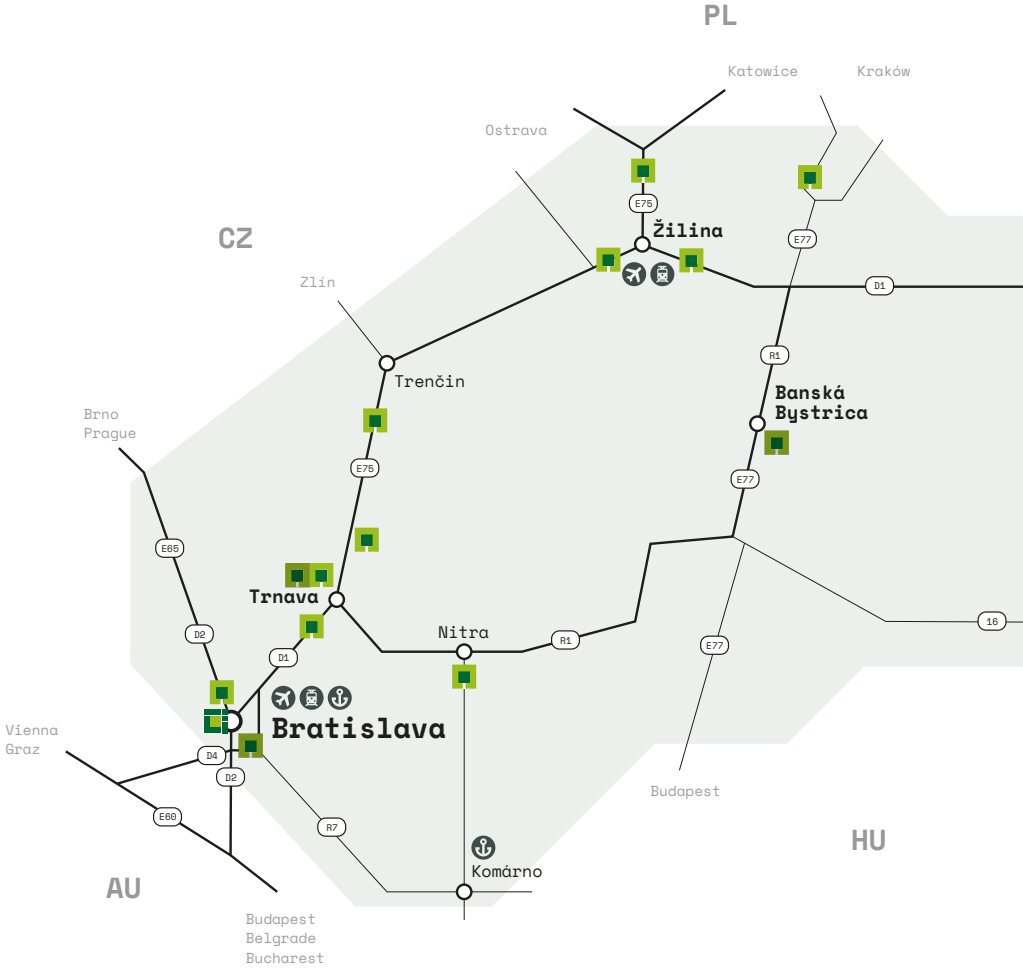 PL
Katowice
Kraków
Ostrava
E75
Žilina
CZ
E77
Zlín
D1
R1
Trenčin
Banská
Bystrica
Brno
Prague
E75
E77
E65
Trnava
16
D2
Nitra
R1
E77
D1
Bratislava
Vienna
Graz
D4
D2
Budapest
E60
R7
HU
Komárno
AU
Budapest
Belgrade
Bucharest